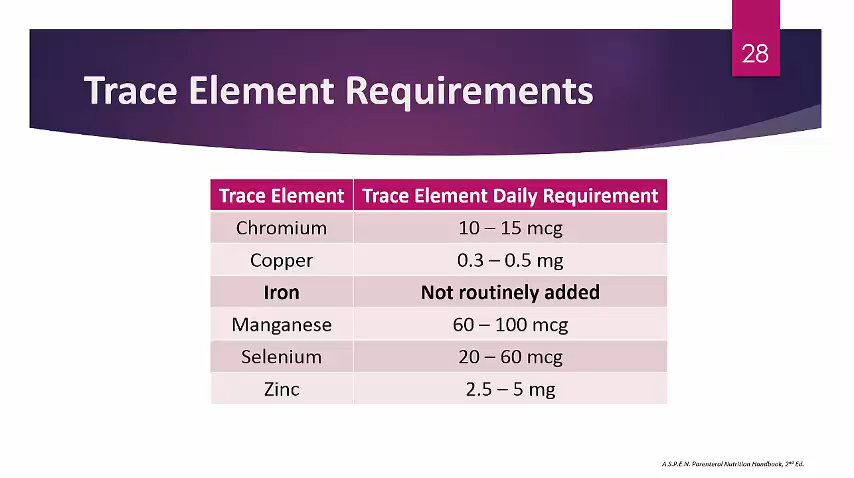 28
Trace Element Requirements
Trace Element Trace Element Daily Requirement
Chromium 10 – 15 mcg
Copper 0.3 – 0.5 mg
Iron Not routinely added
Manganese 60 – 100 mcg
Selenium 20 – 60 mcg
Zinc 2.5 – 5 mg
A.S.P.E.N. Parenteral Nutrition Handbook, 2nd Ed.